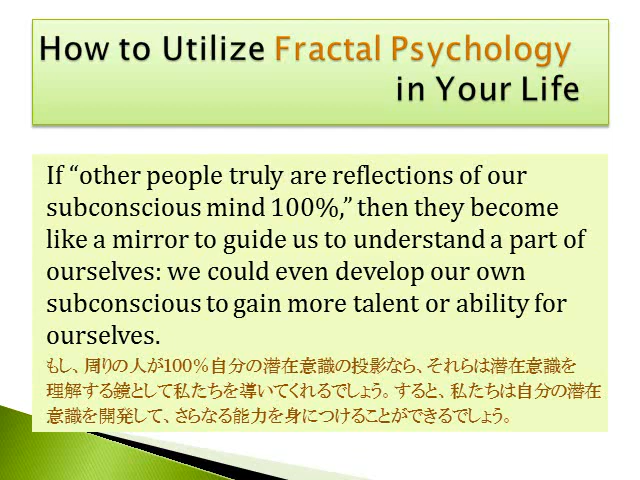 How to Utilize Fractal Psychology
in Your Life
If “other people truly are reflections of our
subconscious mind 100%,” then they become
like a mirror to guide us to understand a part of
ourselves: we could even develop our own
subconscious to gain more talent or ability for
ourselves.
もし、周りの人が100％自分の潜在意識の投影なら、それらは潜在意識を
理解する鏡として私たちを導いてくれるでしょう。すると、私たちは自分の潜在
意識を開発して、さらなる能力を身につけることができるでしょう。